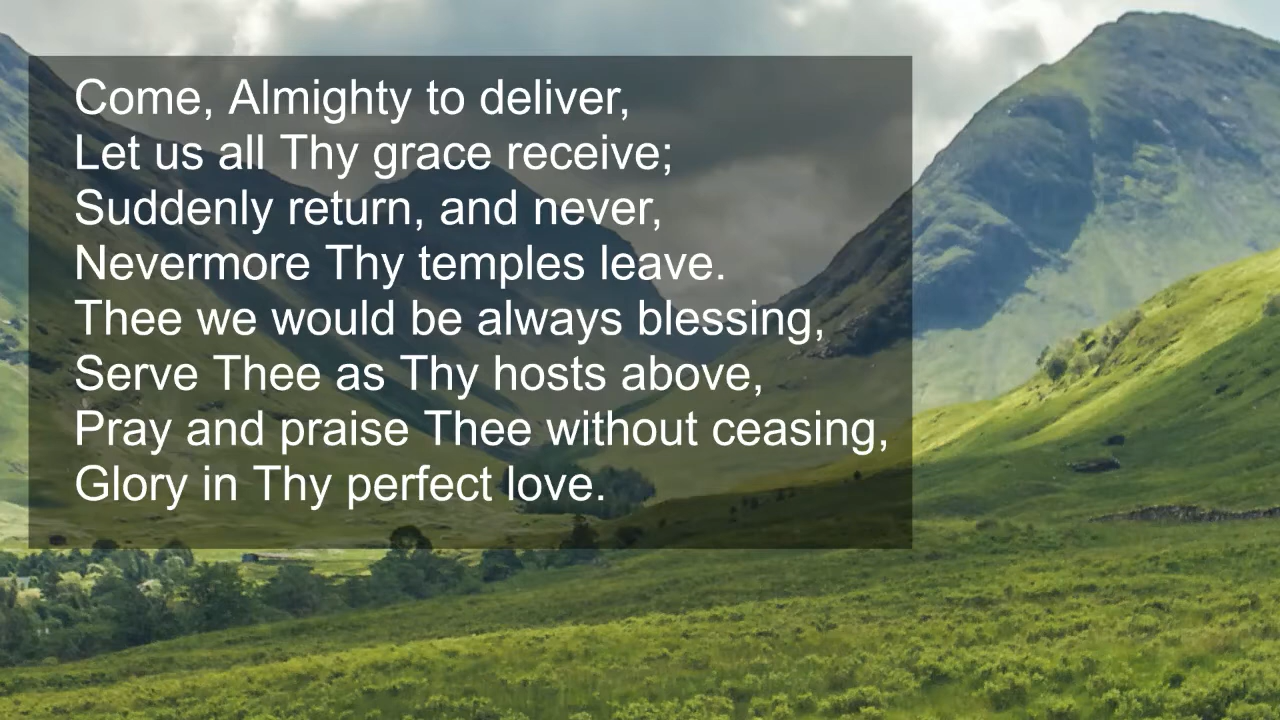 Come, Almighty to deliver,
Let us all Thy grace receive;
Suddenly return, and never,
Nevermore Thy temples leave.
Thee we would be always blessing,
Serve Thee as Thy hosts above,
Pray and praise Thee without ceasing,
Glory in Thy perfect love.